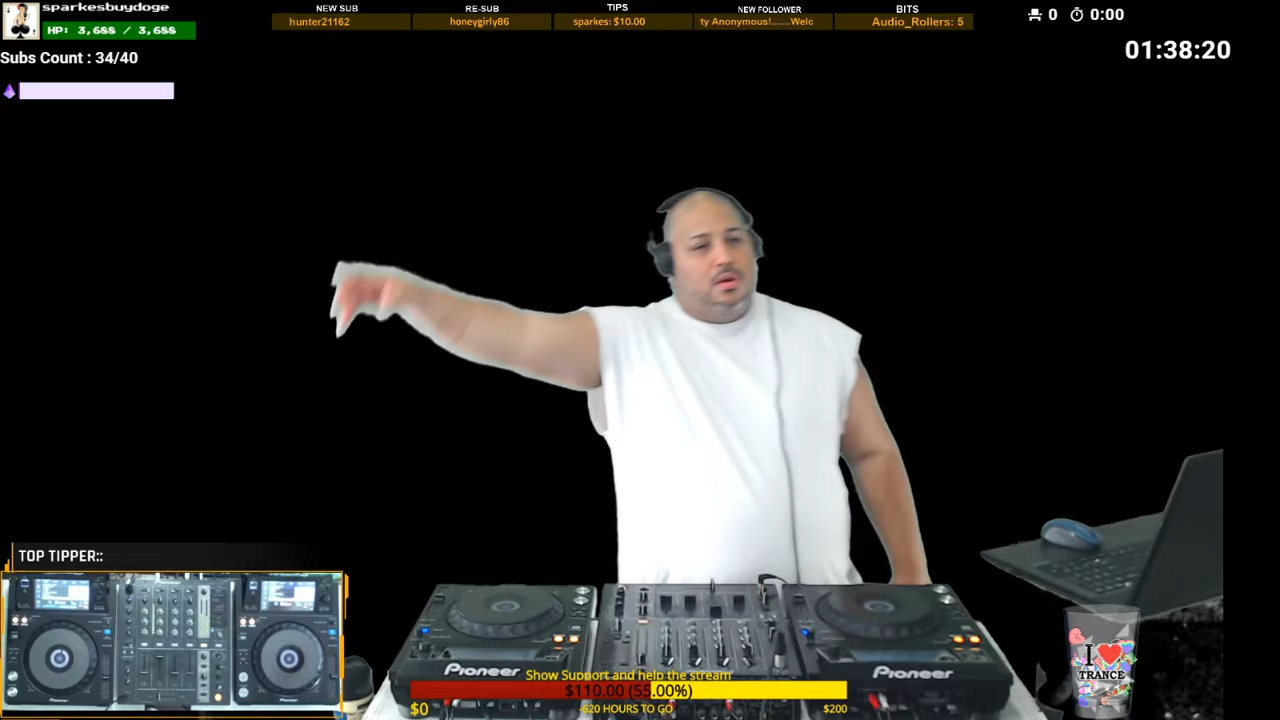 sparkesbuydoge
HP: 3,688 / 3,688
Subs Count : 34/40
NEW SUB
hunter21162
RE-SUB
honeygirly86
TIPS
sparkes: $10.00
NEW FOLLOWER
ty Anonymous!.......Welc
BITS
Audio_Rollers: 5
0
0:00
01:38:20
TOP TIPPER::
Pioneer
Pioneer
Show Support and help the stream
$110.00 (55.00%)
$0
-620 HOURS TO GO
$200
I
TRANCE